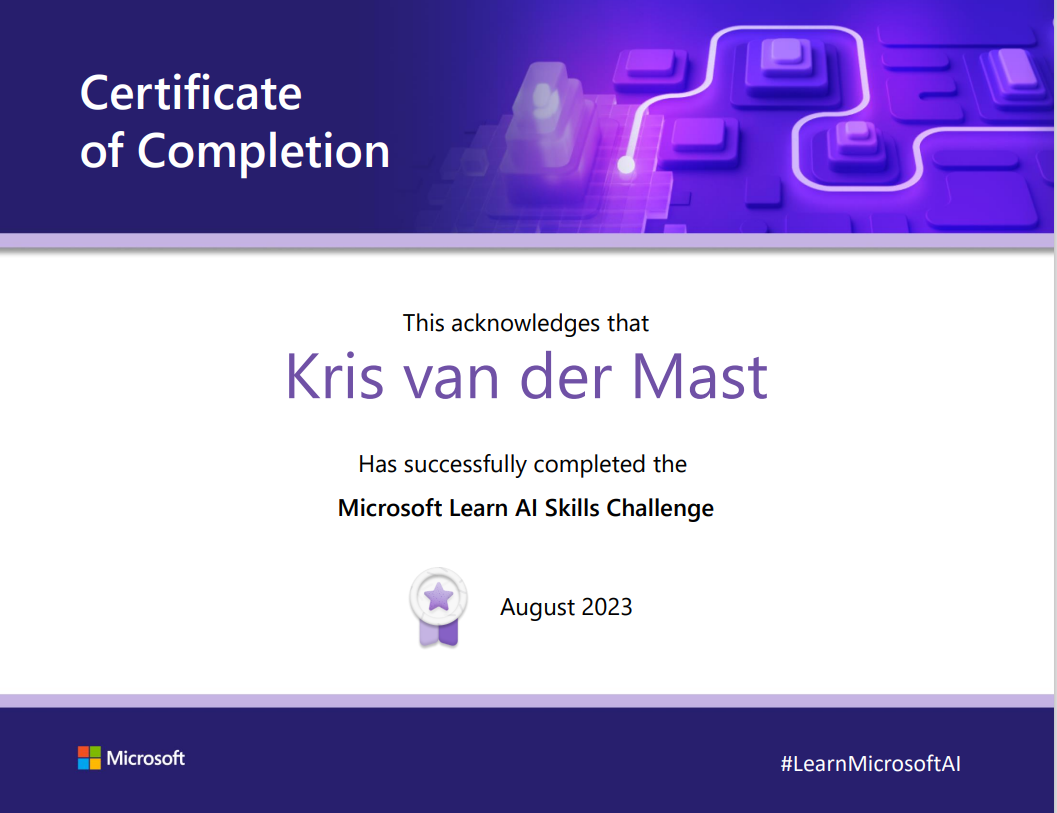 Certificate
of Completion
This acknowledges that
Kris van der Mast
Has successfully completed the
Microsoft Learn AI Skills Challenge
August 2023
Microsoft
#LearnMicrosoftAI